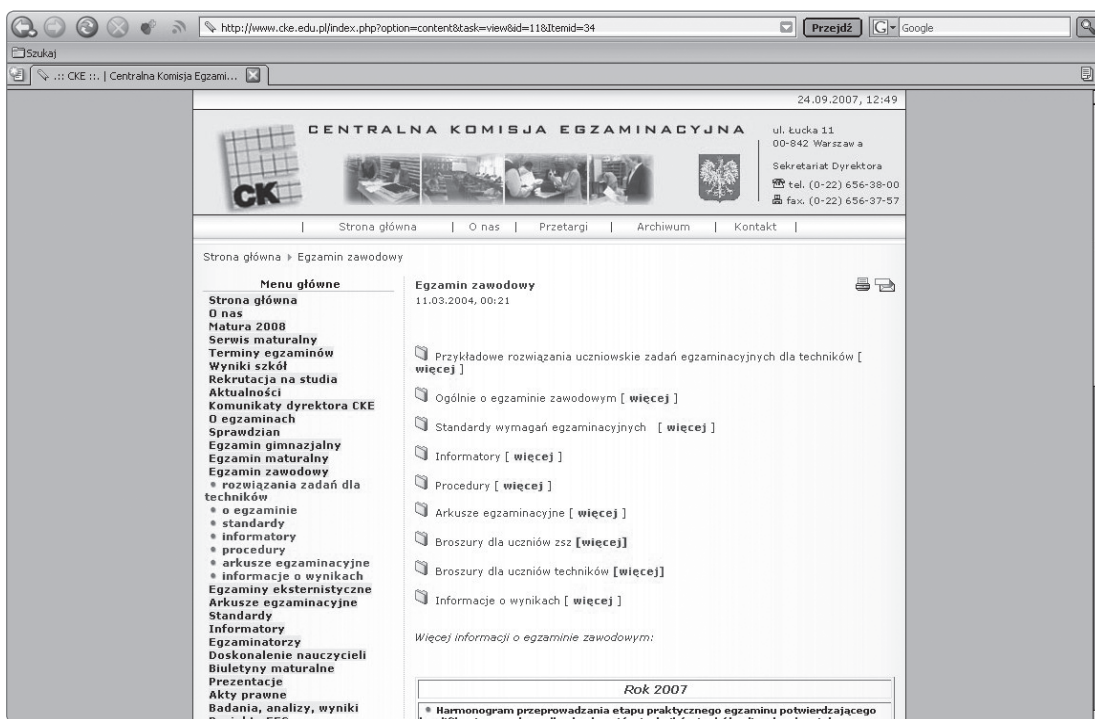 http://www.cke.edu.pl/index.php?option=content&task=view&id=11&Itemid=34
Przejdź
G
Google
Szukaj
.:: CKE ::. | Centralna Komisja Egzami...
24.09.2007, 12:49
CENTRALNA KOMISJA EGZAMINACYJNA
CK
ul. Łucka 11
00-842 Warszawa
Sekretariat Dyrektora
tel. (0-22) 656-38-00
fax. (0-22) 656-37-57
| Strona główna | O nas | Przetargi | Archiwum | Kontakt |
Strona główna Egzamin zawodowy
Menu główne
Strona główna
O nas
Matura 2008
Serwis maturalny
Terminy egzaminów
Wyniki szkół
Rekrutacja na studia
Aktualności
Komunikaty dyrektora CKE
O egzaminach
Sprawdzian
Egzamin gimnazjalny
Egzamin maturalny
Egzamin zawodowy
• rozwiązania zadań dla
techników
• o egzaminie
• standardy
• informatory
• procedury
• arkusze egzaminacyjne
• informacje o wynikach
Egzaminy eksternistyczne
Arkusze egzaminacyjne
Standardy
Informatory
Egzaminatorzy
Doskonalenie nauczycieli
Biuletyny maturalne
Prezentacje
Akty prawne
Badania, analizy, wyniki
Egzamin zawodowy
11.03.2004, 00:21
Przykładowe rozwiązania uczniowskie zadań egzaminacyjnych dla techników [
więcej ]
Ogólnie o egzaminie zawodowym [ więcej ]
Standardy wymagań egzaminacyjnych [ więcej ]
Informatory [ więcej ]
Procedury [ więcej ]
Arkusze egzaminacyjne [ więcej ]
Broszury dla uczniów zsz [więcej]
Broszury dla uczniów techników [więcej]
Informacje o wynikach [ więcej ]
Więcej informacji o egzaminie zawodowym:
Rok 2007
• Harmonogram przeprowadzania etapu praktycznego egzaminu potwierdzającego